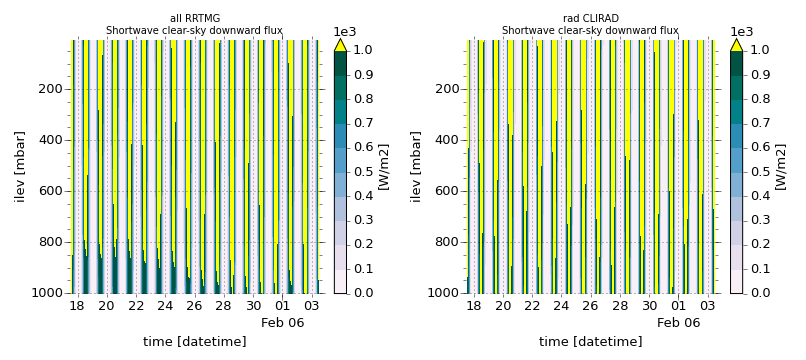 all RRTMG
Shortwave clear-sky downward flux
1e3
1.0
0.9
0.8
0.7
0.6
0.5
0.4
0.3
0.2
0.1
0.0
[W/m2]
200
400
600
800
1000
ilev [mbar]
18 20 22 24 26 28 30 01 03
Feb 06
time [datetime]
rad CLIRAD
Shortwave clear-sky downward flux
1e3
1.0
0.9
0.8
0.7
0.6
0.5
0.4
0.3
0.2
0.1
0.0
[W/m2]
200
400
600
800
1000
ilev [mbar]
18 20 22 24 26 28 30 01 03
Feb 06
time [datetime]